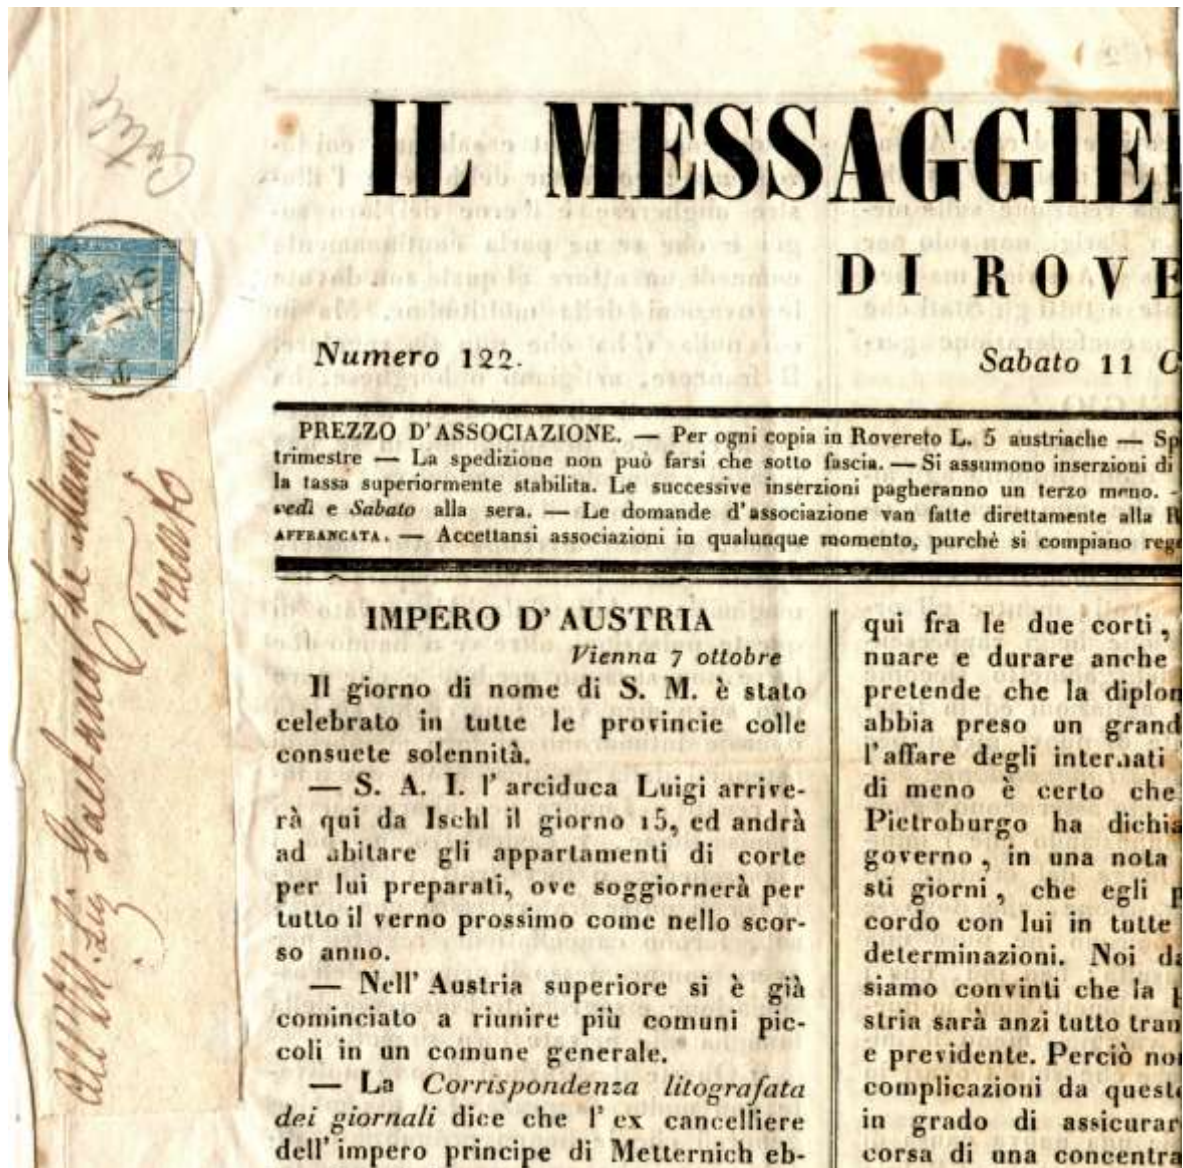 IL MESSAGGIE
DI ROVE
Numero 122.
Sabato 11
PREZZO D'ASSOCIAZIONE. — Per ogni copia in Rovereto L. 5 austriache — Sp
trimestre — La spedizione non può farsi che sotto fascia. — Si assumono inserzioni di
la tassa superiormente stabilita. Le successive inserzioni pagheranno un terzo meno. -
vedì e Sabato alla sera. — Le domande d'associazione van fatte direttamente alla R
AFFRANCATA. — Accettansi associazioni in qualunque momento, purchè si compiano rego
IMPERO D'AUSTRIA
Vienna 7 ottobre
Il giorno di nome di S. M. è stato
celebrato in tutte le provincie colle
consuete solennità.
— S. A. I. l'arciduca Luigi arrive-
rà qui da Ischl il giorno 15, ed andrà
ad abitare gli appartamenti di corte
per lui preparati, ove soggiornerà per
tutto il verno prossimo come nello scor-
so anno.
— Nell'Austria superiore si è già
cominciato a riunire più comuni pic-
coli in un comune generale.
— La Corrispondenza litografata
dei giornali dice che l'ex cancelliere
dell'impero principe di Metternich eb-
qui fra le due corti,
nuare e durare anche
pretende che la diplom
abbia preso un grand
l'affare degli internati
di meno è certo che
Pietroburgo ha dichia
governo, in una nota
sti giorni, che egli p
cordo con lui in tutte
determinazioni. Noi da
siamo convinti che la p
stria sarà anzi tutto tran
e previdente. Perciò non
complicazioni da queste
in grado di assicurar
corsa di una concentra
Gaetano
Manci
Trento